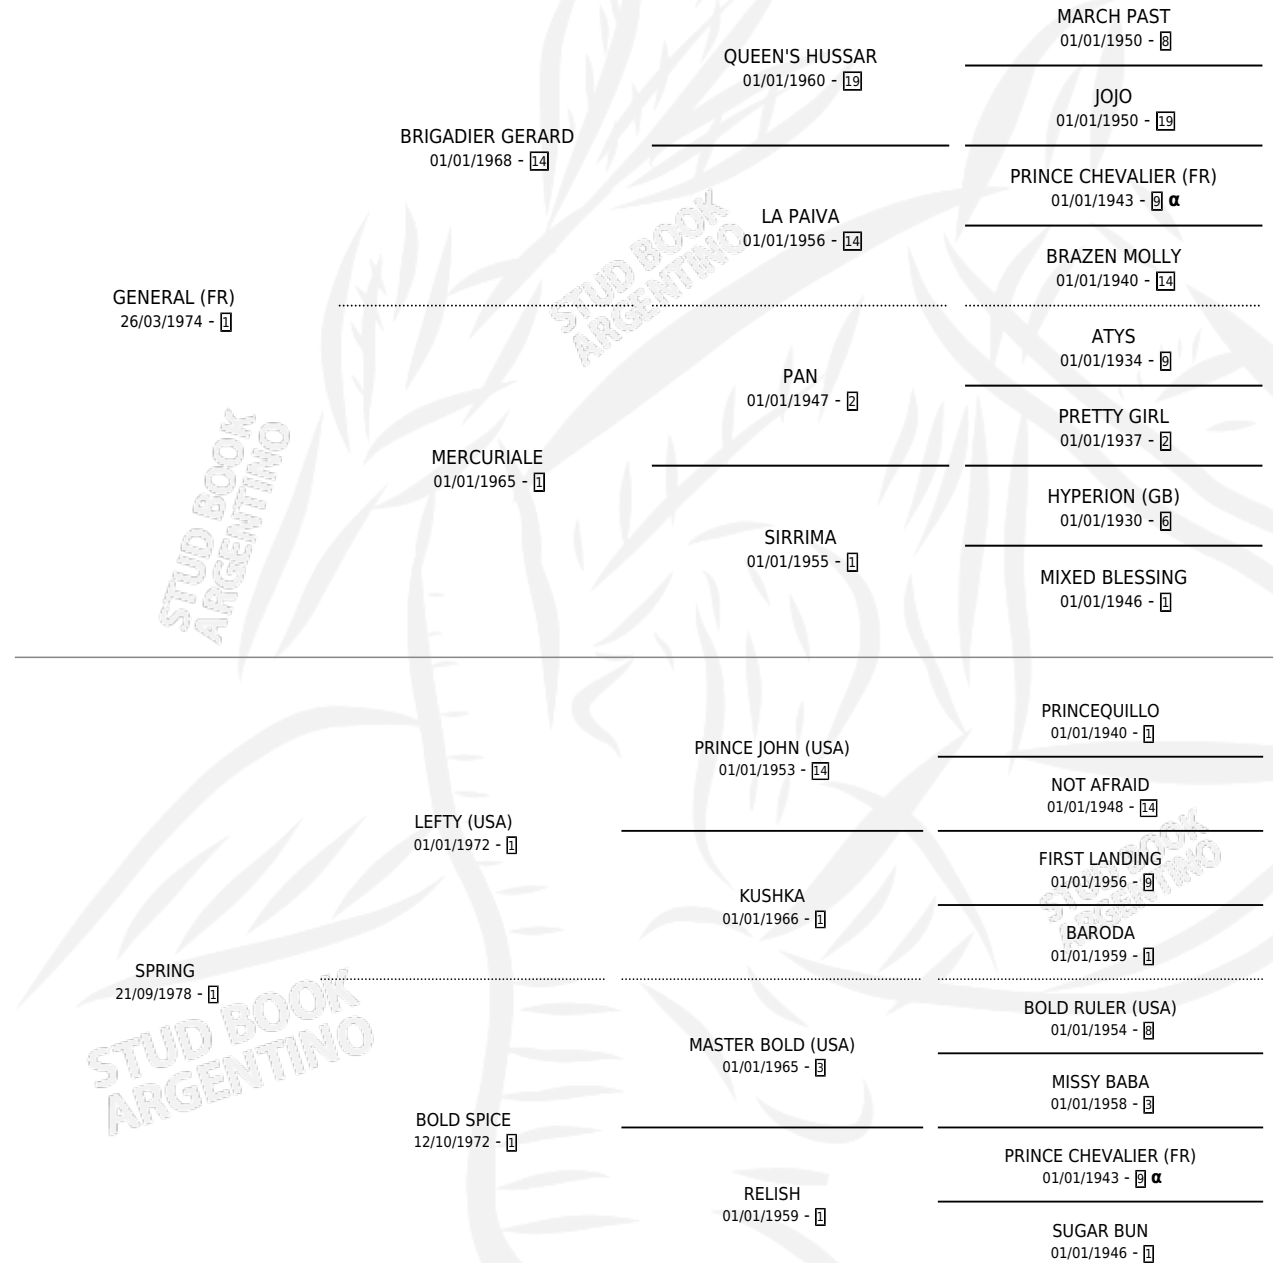 MARCH PAST
01/01/1950 - 8
QUEEN'S HUSSAR
01/01/1960 - 19
JOJO
01/01/1950 - 19
BRIGADIER GERARD
01/01/1968 - 14
PRINCE CHEVALIER (FR)
01/01/1943 - 9 α
LA PAIVA
01/01/1956 - 14
BRAZEN MOLLY
01/01/1940 - 14
GENERAL (FR)
26/03/1974 - 1
ATYS
01/01/1934 - 9
PAN
01/01/1947 - 2
PRETTY GIRL
01/01/1937 - 2
MERCURIALE
01/01/1965 - 1
HYPERION (GB)
01/01/1930 - 6
SIRRIMA
01/01/1955 - 1
MIXED BLESSING
01/01/1946 - 1
STUD BOOK
ARGENTINO
STUD BOOK
ARGENTINO
PRINCEQUILLO
01/01/1940 - 1
PRINCE JOHN (USA)
01/01/1953 - 14
NOT AFRAID
01/01/1948 - 14
LEFTY (USA)
01/01/1972 - 1
FIRST LANDING
01/01/1956 - 9
KUSHKA
01/01/1966 - 1
BARODA
01/01/1959 - 1
SPRING
21/09/1978 - 1
BOLD RULER (USA)
01/01/1954 - 8
MASTER BOLD (USA)
01/01/1965 - 3
MISSY BABA
01/01/1958 - 3
BOLD SPICE
12/10/1972 - 1
PRINCE CHEVALIER (FR)
01/01/1943 - 9 α
RELISH
01/01/1959 - 1
SUGAR BUN
01/01/1946 - 1
STUD BOOK
ARGENTINO
STUD BOOK
ARGENTINO